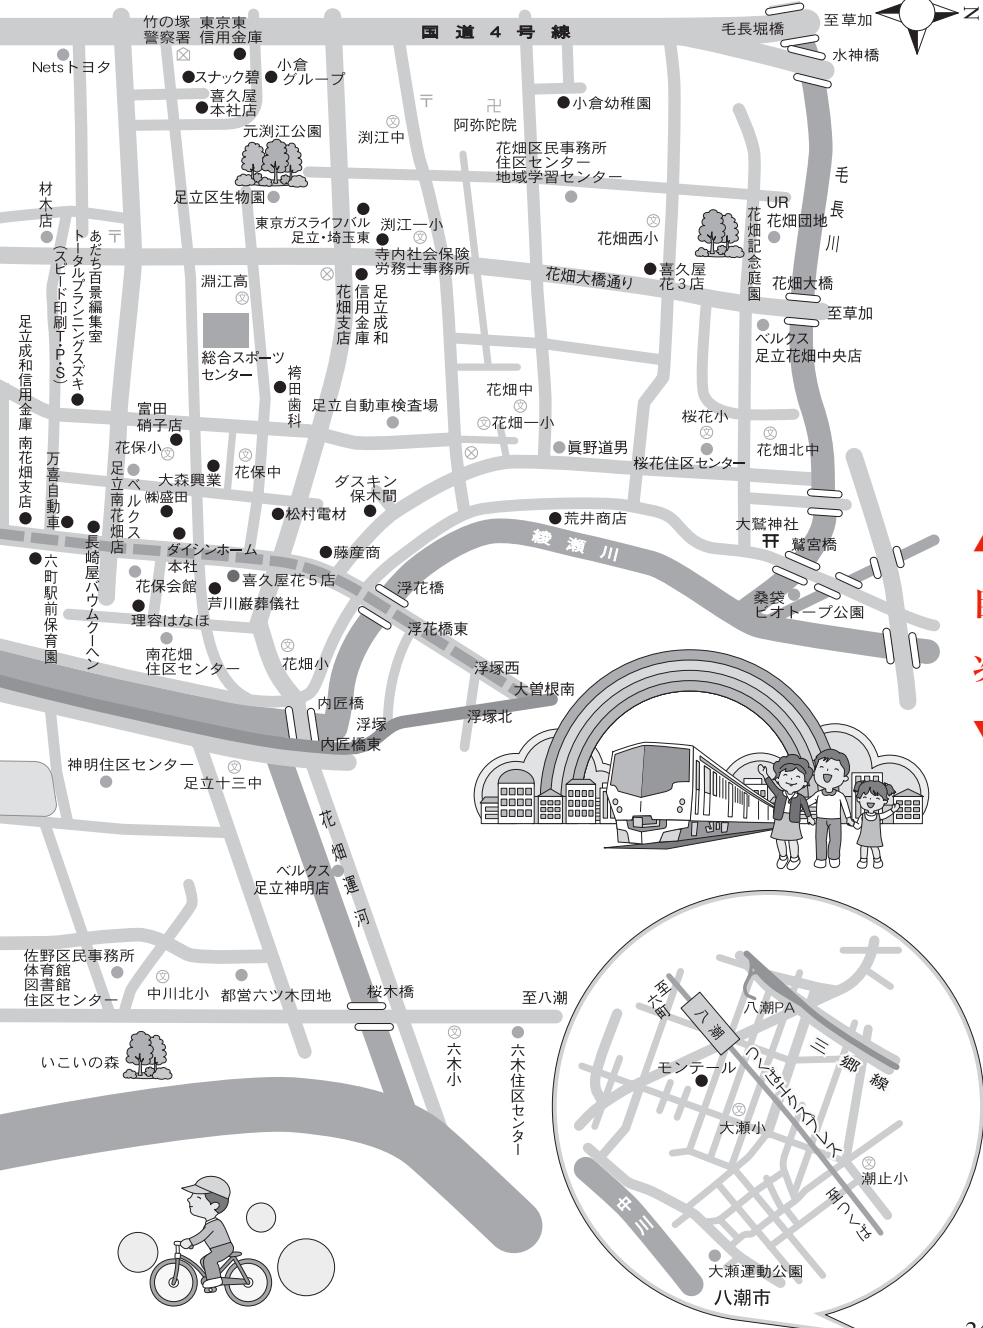 国道4号線
毛長堀橋
至草加
N
水神橋
竹の塚
警察署
東京東
信用金庫
Netsトヨタ
スナック碧
小倉
グループ
喜久屋
本社店
小倉幼稚園
元渕江公園
渕江中
阿弥陀院
花畑区民事務所
住区センター
地域学習センター
足立区生物園
材木店
毛長川
UR
花畑団地
東京ガスライフバル
足立・埼玉東
渕江一小
花畑西小
花畑記念庭園
寺内社会保険
労務士事務所
喜久屋
花3店
花畑大橋通り
花畑大橋
至草加
あだち百景編集室
トータルプランニングスズキ
(スピード印刷T・P・S)
淵江高
足立成和
信用金庫
花畑支店
総合スポーツ
センター
ベルクス
足立花畑中央店
足立成和信用金庫 南花畑支店
袴田歯科
足立自動車検査場
花畑中
花畑一小
富田
硝子店
花保小
桜花小
花畑北中
眞野道男
桜花住区センター
万喜自動車
ベルクス
足立南花畑店
大森興業
花保中
㈱盛田
ダスキン
保木間
松村電材
荒井商店
大鷲神社
鷲宮橋
綾瀬川
長崎屋バウムクーヘン
ダイシンホーム
本社
藤産商
六町駅前保育園
花保会館
喜久屋花5店
浮花橋
桑袋
ビオトープ公園
芦川巌葬儀社
理容はなほ
浮花橋東
南花畑
住区センター
花畑小
浮塚西
大曽根南
内匠橋
浮塚
浮塚北
内匠橋東
神明住区センター
足立十三中
花畑運河
ベルクス
足立神明店
佐野区民事務所
体育館
図書館
住区センター
中川北小
都営六ツ木団地
桜木橋
至八潮
いこいの森
六木小
六木住区センター
至六町
八潮
八潮PA
三郷線
モンテール
つくばエクスプレス
大瀬小
潮止小
至つくば
中川
大瀬運動公園
八潮市